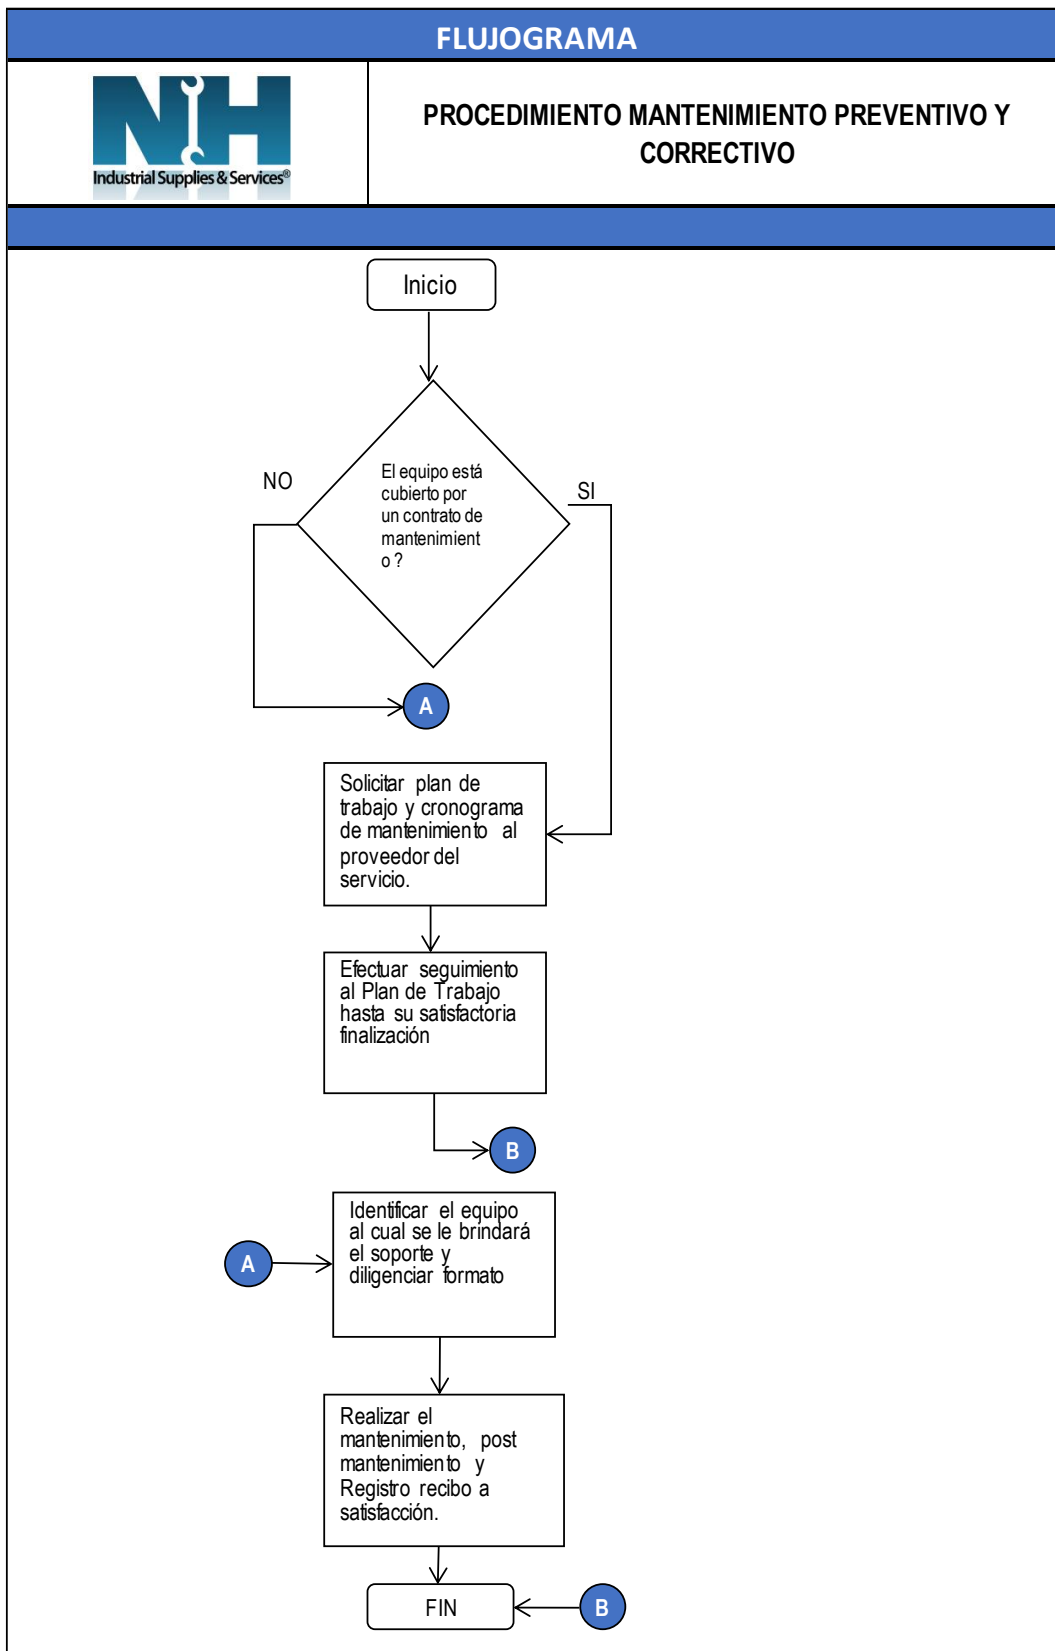 FLUJOGRAMA
NH
Industrial Supplies & Services®
PROCEDIMIENTO MANTENIMIENTO PREVENTIVO Y
CORRECTIVO
Inicio
NO
El equipo está
cubierto por
un contrato de
mantenimient
o ?
SI
A
Solicitar plan de
trabajo y cronograma
de mantenimiento al
proveedor del
servicio.
Efectuar seguimiento
al Plan de Trabajo
hasta su satisfactoria
finalización
B
Identificar el equipo
al cual se le brindará
el soporte y
diligenciar formato
A
Realizar el
mantenimiento, post
mantenimiento y
Registro recibo a
satisfacción.
FIN
B